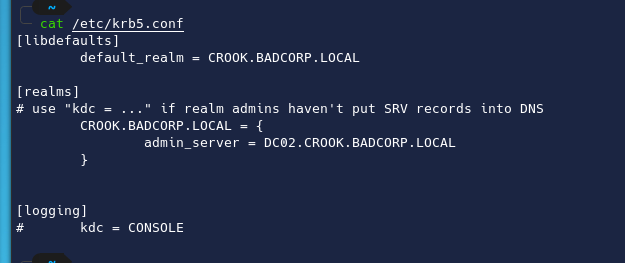 ~
cat /etc/krb5.conf
[libdefaults]
        default_realm = CROOK.BADCORP.LOCAL

[realms]
# use "kdc = ..." if realm admins haven't put SRV records into DNS
        CROOK.BADCORP.LOCAL = {
                admin_server = DC02.CROOK.BADCORP.LOCAL
        }

[logging]
#       kdc = CONSOLE
~